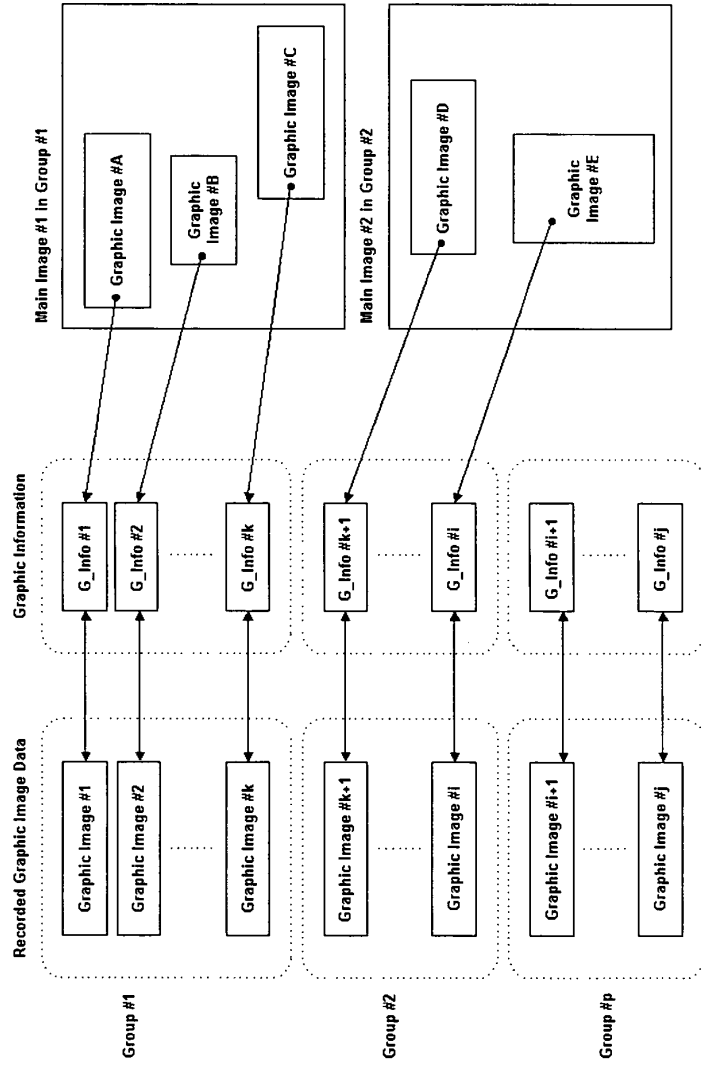 Recorded Graphic Image Data
Graphic Information
Group #1
Graphic Image #1
Graphic Image #2
Graphic Image #k
G_Info #1
G_Info #2
G_Info #k
Main Image #1 in Group #1
Graphic Image #A
Graphic
Image #B
Graphic Image #C
Group #2
Graphic Image #k+1
Graphic Image #i
G_Info #k+1
G_Info #i
Main Image #2 in Group #2
Graphic Image #D
Graphic
Image #E
Group #p
Graphic Image #i+1
Graphic Image #j
G_Info #i+1
G_Info #j